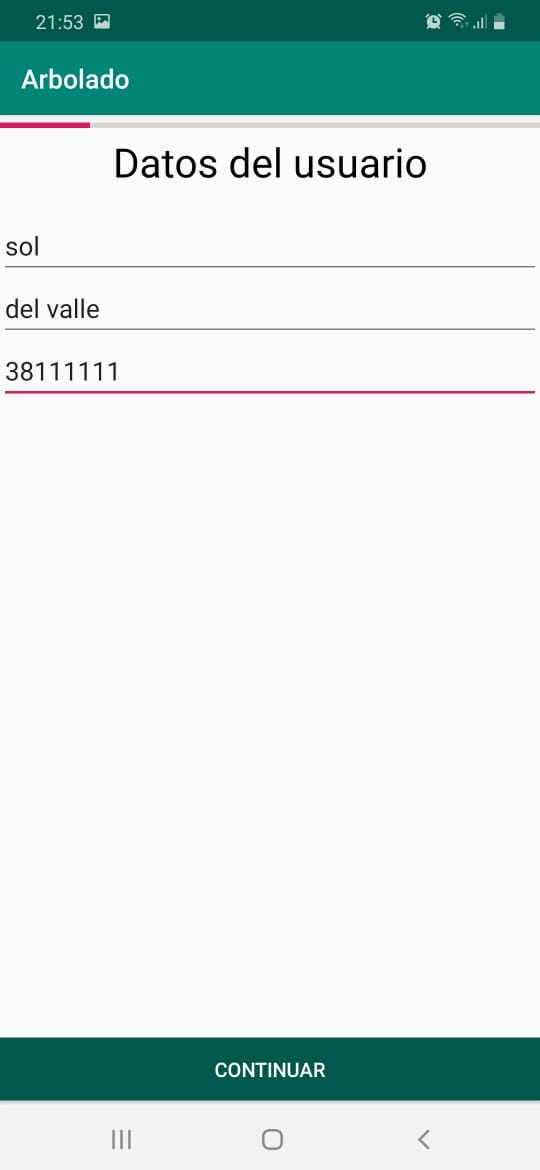 21:53
Arbolado
Datos del usuario
sol
del valle
38111111
CONTINUAR